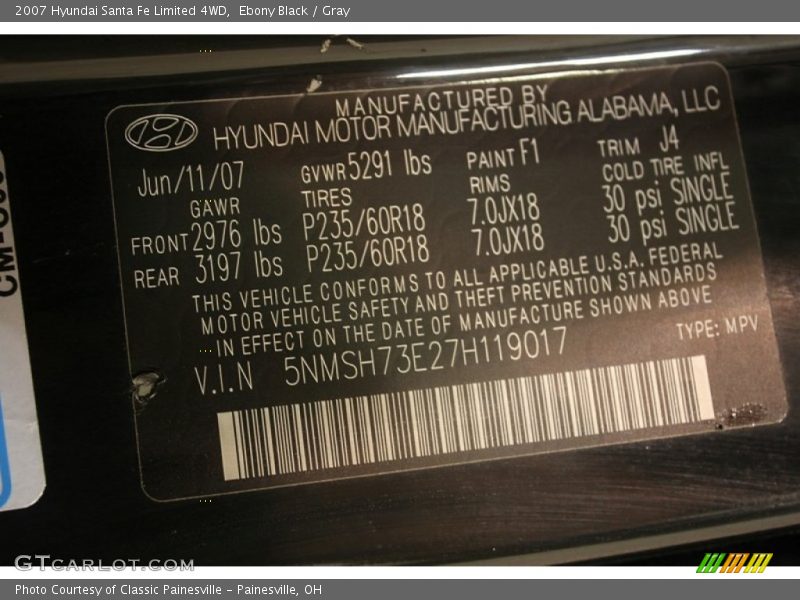 2007 Hyundai Santa Fe Limited 4WD, Ebony Black / Gray
MANUFACTURED BY
HYUNDAI MOTOR MANUFACTURING ALABAMA, LLC
Jun/11/07 GVWR 5291 lbs PAINT F1 TRIM J4
GAWR TIRES RIMS COLD TIRE INFL
FRONT 2976 lbs P235/60R18 7.0JX18 30 psi SINGLE
REAR 3197 lbs P235/60R18 7.0JX18 30 psi SINGLE
THIS VEHICLE CONFORMS TO ALL APPLICABLE U.S.A. FEDERAL
MOTOR VEHICLE SAFETY AND THEFT PREVENTION STANDARDS
IN EFFECT ON THE DATE OF MANUFACTURE SHOWN ABOVE
V.I.N 5NMSH73E27H119017 TYPE: MPV
GTCARLOT.COM
Photo Courtesy of Classic Painesville - Painesville, OH